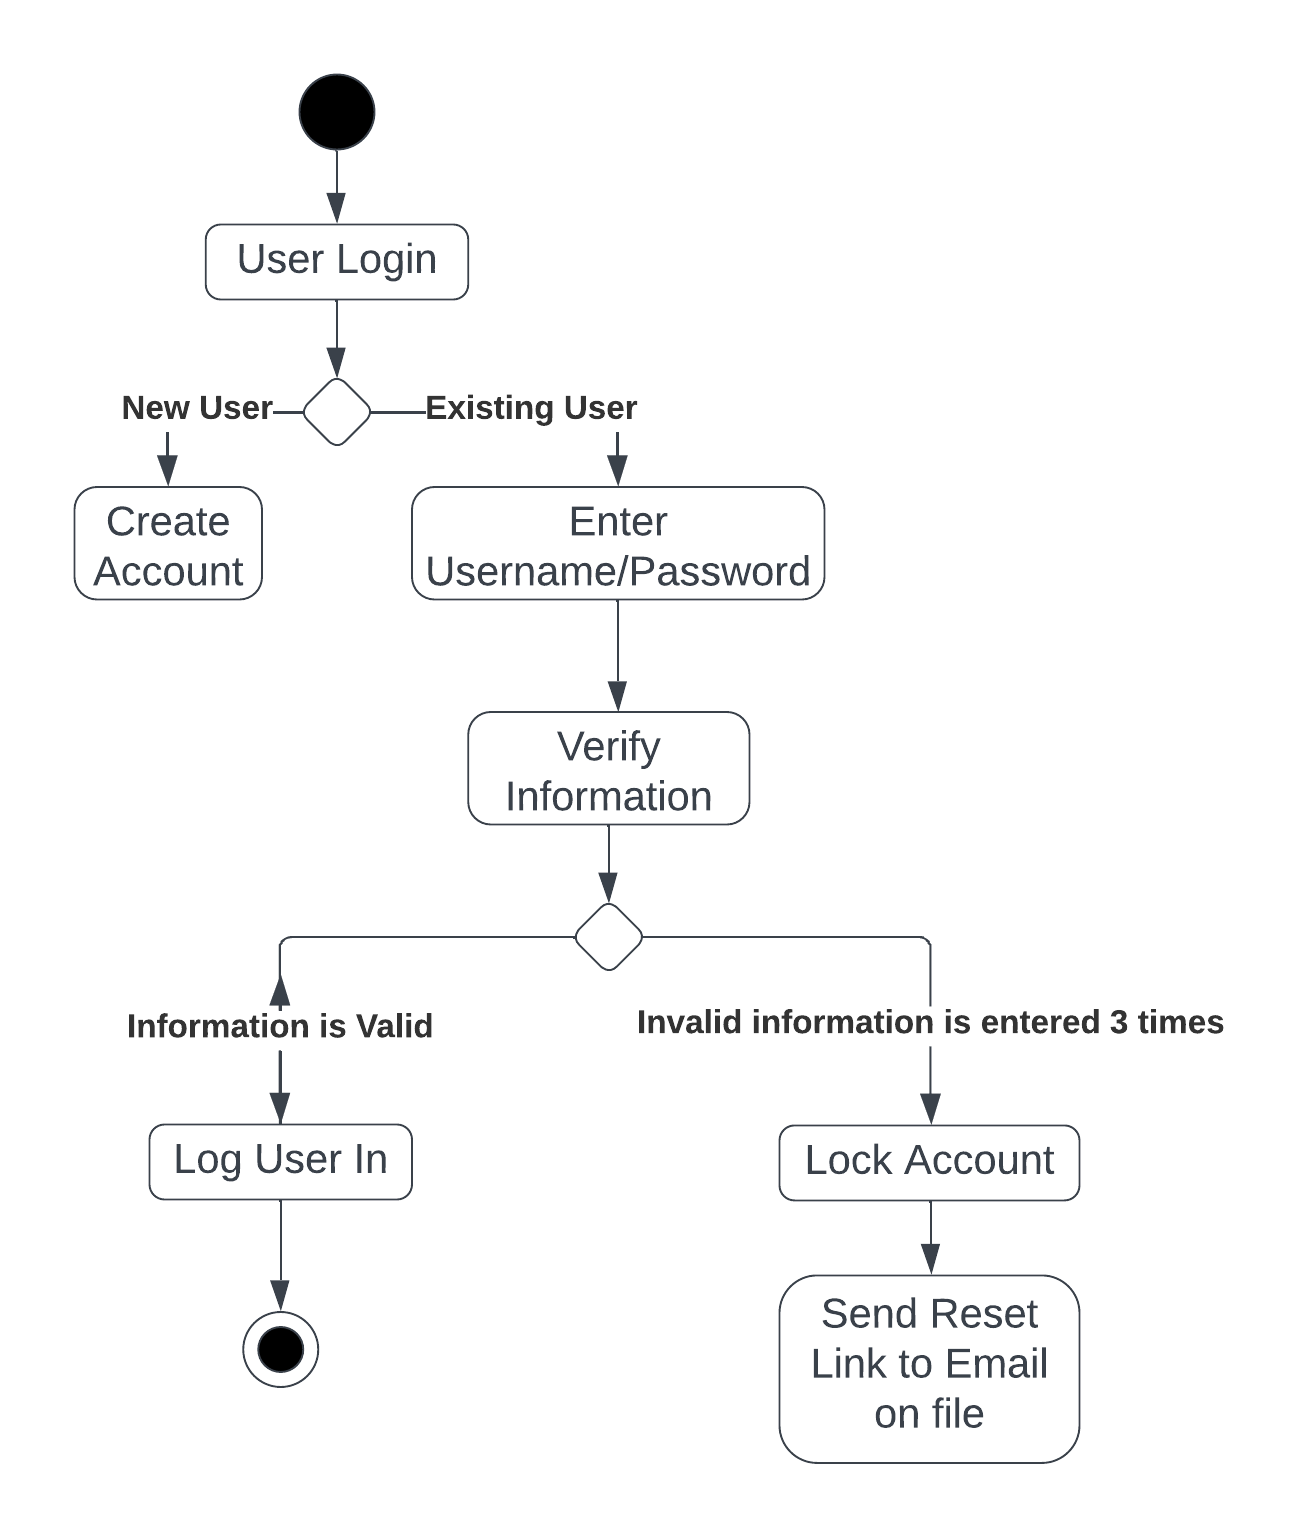 User Login
New User
Existing User
Create
Account
Enter
Username/Password
Verify
Information
Information is Valid
Invalid information is entered 3 times
Log User In
Lock Account
Send Reset
Link to Email
on file